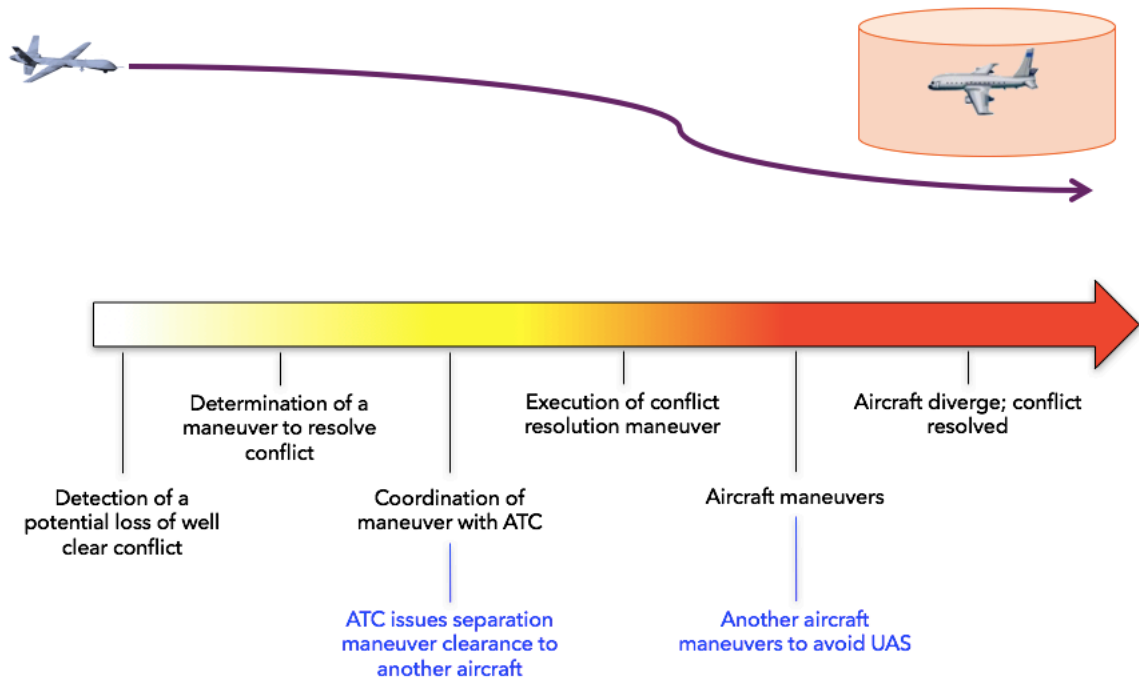 Determination of a
maneuver to resolve
conflict
Execution of conflict
resolution maneuver
Aircraft diverge; conflict
resolved
Detection of a
potential loss of well
clear conflict
Coordination of
maneuver with ATC
Aircraft maneuvers
ATC issues separation
maneuver clearance to
another aircraft
Another aircraft
maneuvers to avoid UAS